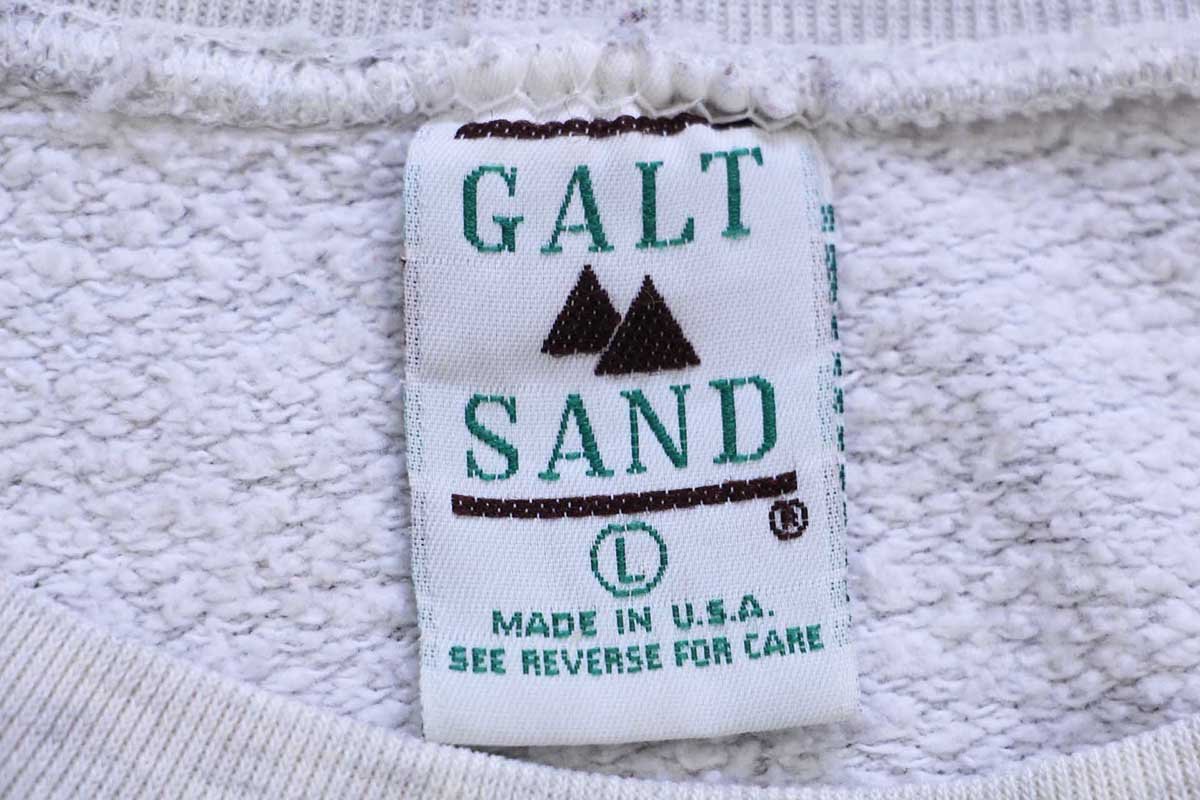 GALT
SAND
®
L
MADE IN U.S.A.
SEE REVERSE FOR CARE